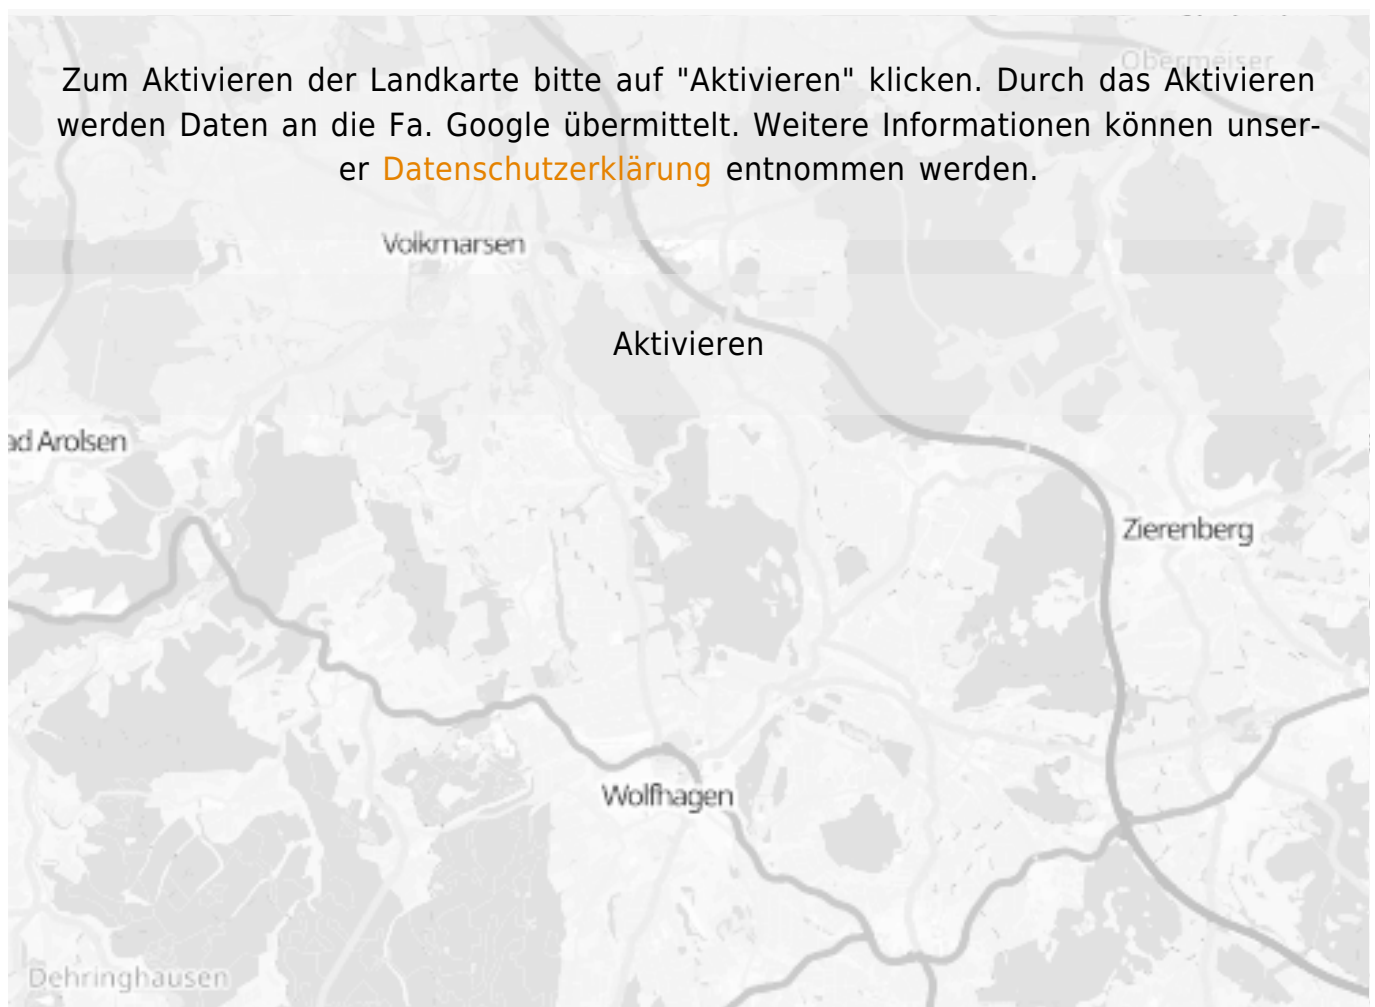 Obermeiser
Zum Aktivieren der Landkarte bitte auf "Aktivieren" klicken. Durch das Aktivieren
werden Daten an die Fa. Google übermittelt. Weitere Informationen können unser-
er Datenschutzerklärung entnommen werden.
Volkmarsen
Aktivieren
ad Arolsen
Zierenberg
Wolfhagen
Dehringhausen